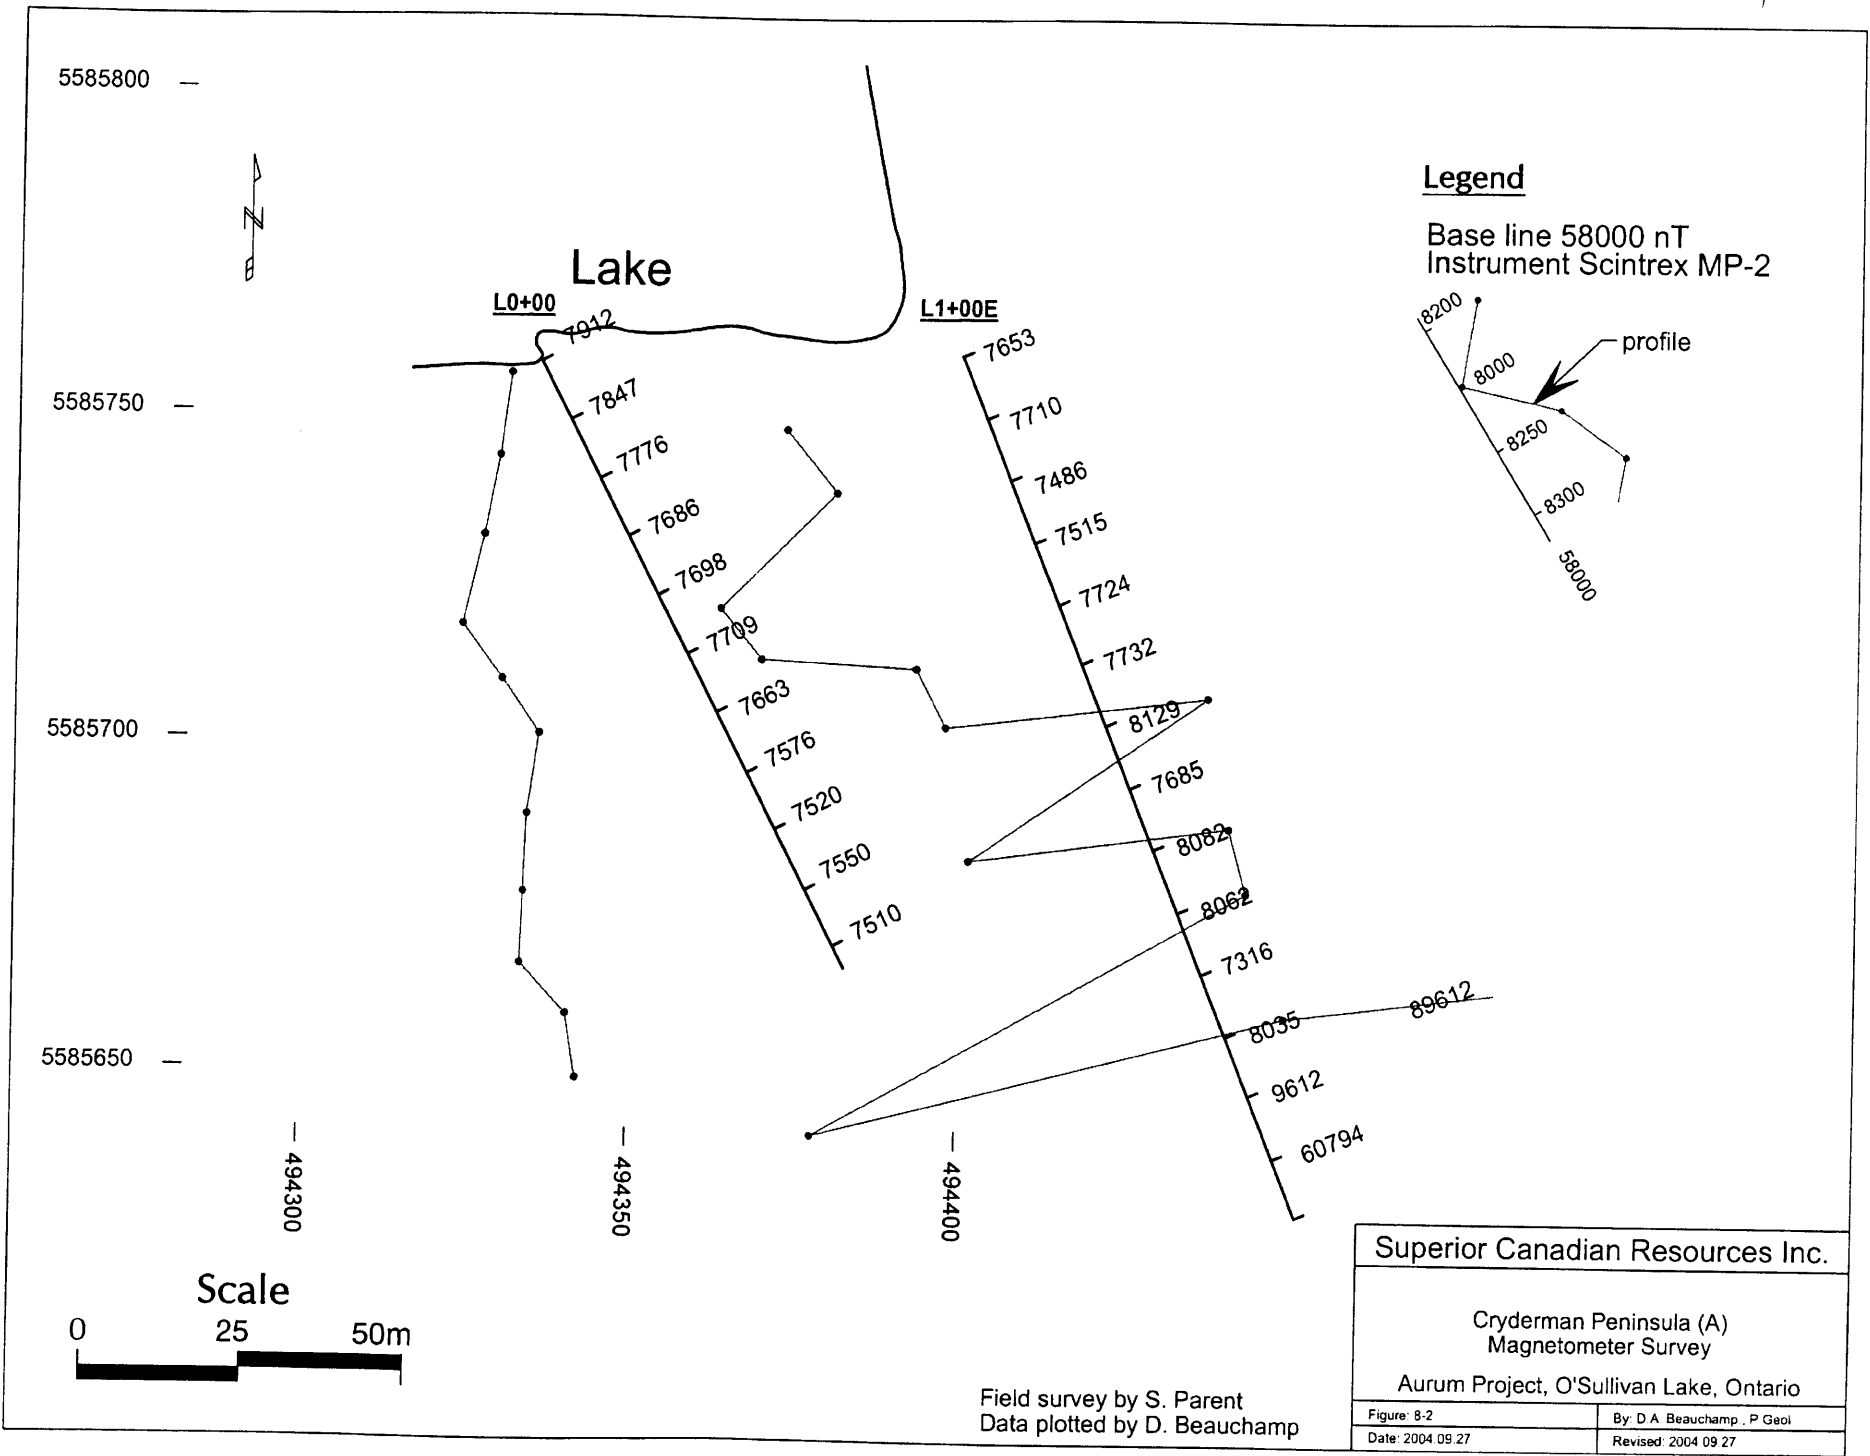 5585800
5585750
5585700
5585650
N
Lake
L0+00
7912
7847
7776
7686
7698
7709
7663
7576
7520
7550
7510
L1+00E
7653
7710
7486
7515
7724
7732
8129
7685
8082
8062
7316
8035
89612
9612
60794
Legend
Base line 58000 nT
Instrument Scintrex MP-2
8200
8000
8250
8300
58000
profile
494300
494350
494400
Scale
0 25 50m
Field survey by S. Parent
Data plotted by D. Beauchamp
Superior Canadian Resources Inc.
Cryderman Peninsula (A)
Magnetometer Survey
Aurum Project, O'Sullivan Lake, Ontario
Figure: 8-2
By: D.A. Beauchamp , P Geol
Date: 2004.09.27
Revised: 2004 09 27